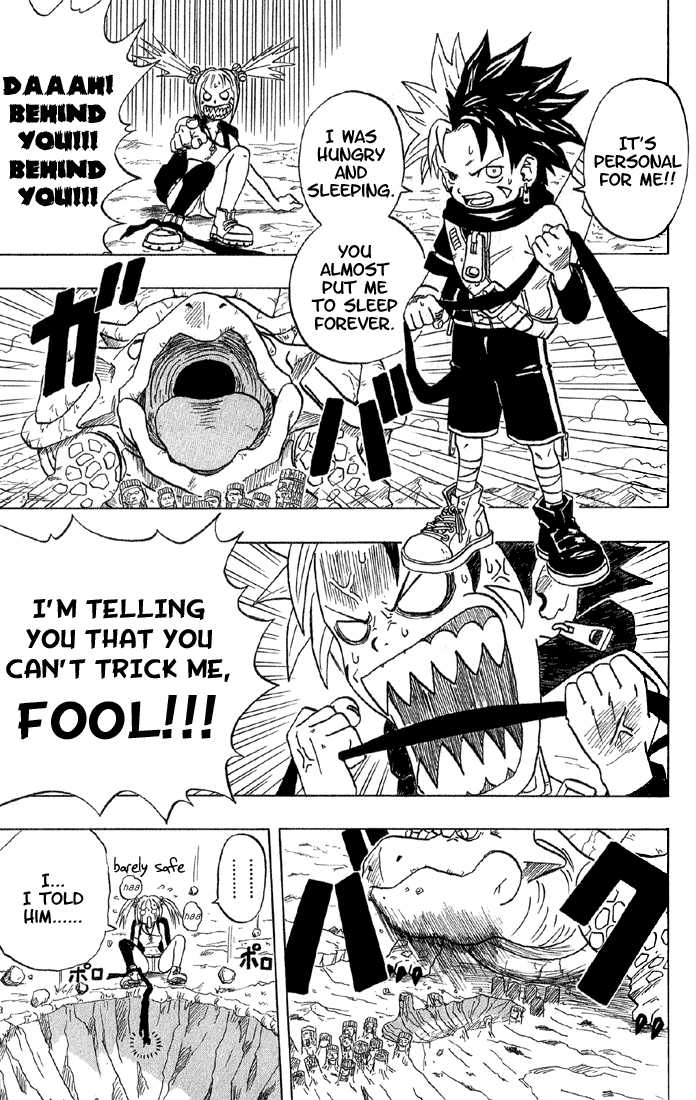 IT'S
PERSONAL
FOR ME!!
I WAS
HUNGRY
AND
SLEEPING.
YOU
ALMOST
PUT ME
TO SLEEP
FOREVER.
DAAAH!
BEHIND
YOU!!!
BEHIND
YOU!!!
ガバ
I'M TELLING
YOU THAT YOU
CAN'T TRICK ME,
FOOL!!!
バク
..........
barely safe
haa
haa
I...
I TOLD
HIM......
ポロ
ポロ